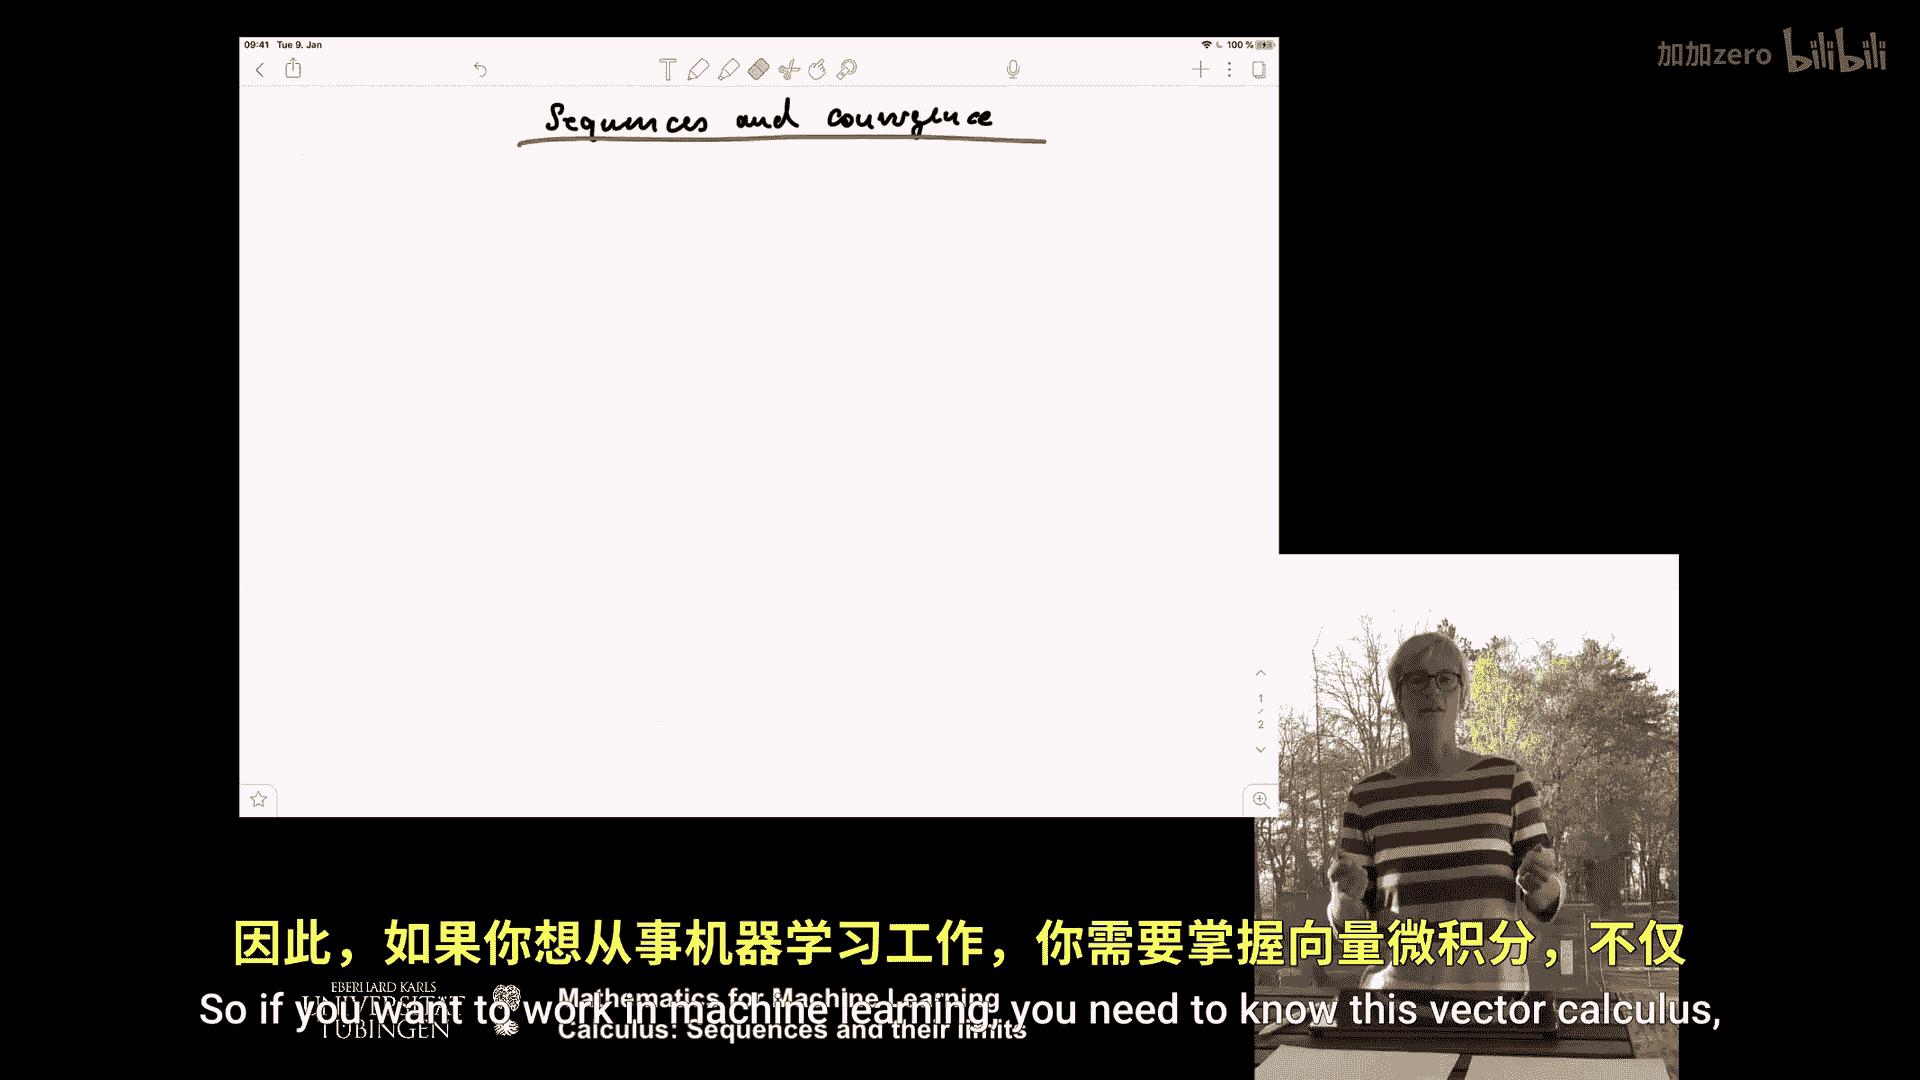 09:41 Tue 9. Jan
100 %
加加zero bilibili
Sequences and convergence
1
2
因此，如果你想从事机器学习工作，你需要掌握向量微积分，不仅
EBERHARD KARLS
UNIVERSITÄT
TÜBINGEN
Mathematics for Machine Learning
Calculus: Sequences and their limits
So if you want to work in machine learning, you need to know this vector calculus,